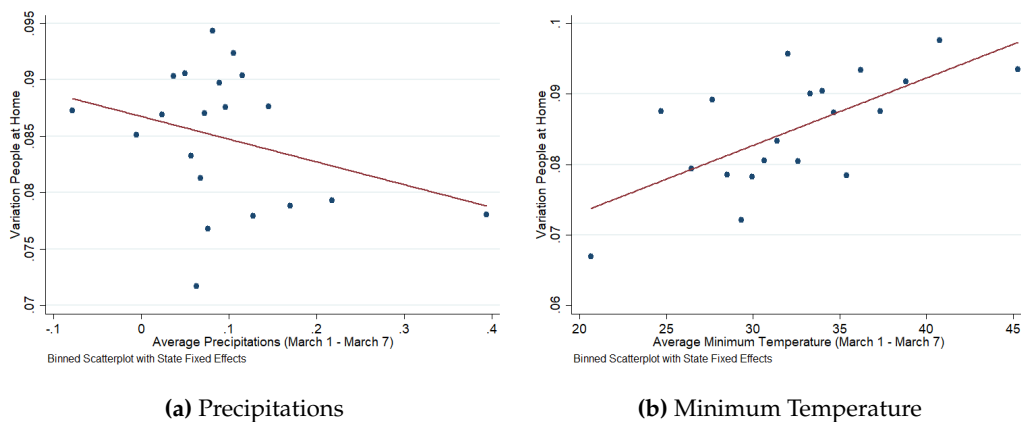 Variation People at Home
.07 .075 .08 .085 .09 .095
-.1 0 .1 .2 .3 .4
Average Precipitations (March 1 - March 7)
Binned Scatterplot with State Fixed Effects
(a) Precipitations
Variation People at Home
.06 .07 .08 .09 .1
20 25 30 35 40 45
Average Minimum Temperature (March 1 - March 7)
Binned Scatterplot with State Fixed Effects
(b) Minimum Temperature